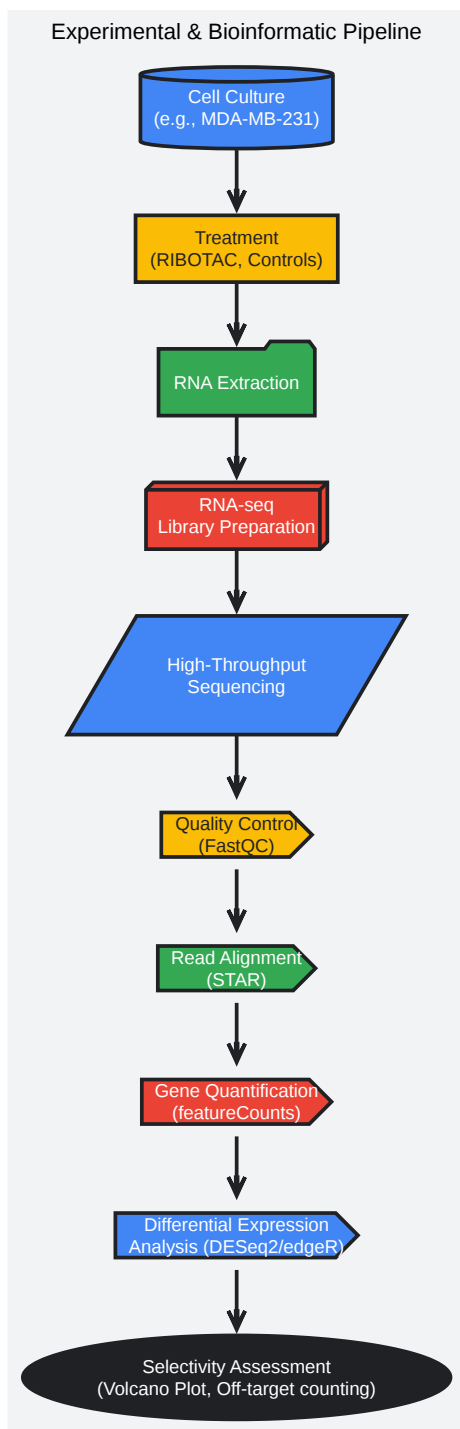 Experimental & Bioinformatic Pipeline
Cell Culture
(e.g., MDA-MB-231)
Treatment
(RIBOTAC, Controls)
RNA Extraction
RNA-seq
Library Preparation
High-Throughput
Sequencing
Quality Control
(FastQC)
Read Alignment
(STAR)
Gene Quantification
(featureCounts)
Differential Expression
Analysis (DESeq2/edgeR)
Selectivity Assessment
(Volcano Plot, Off-target counting)